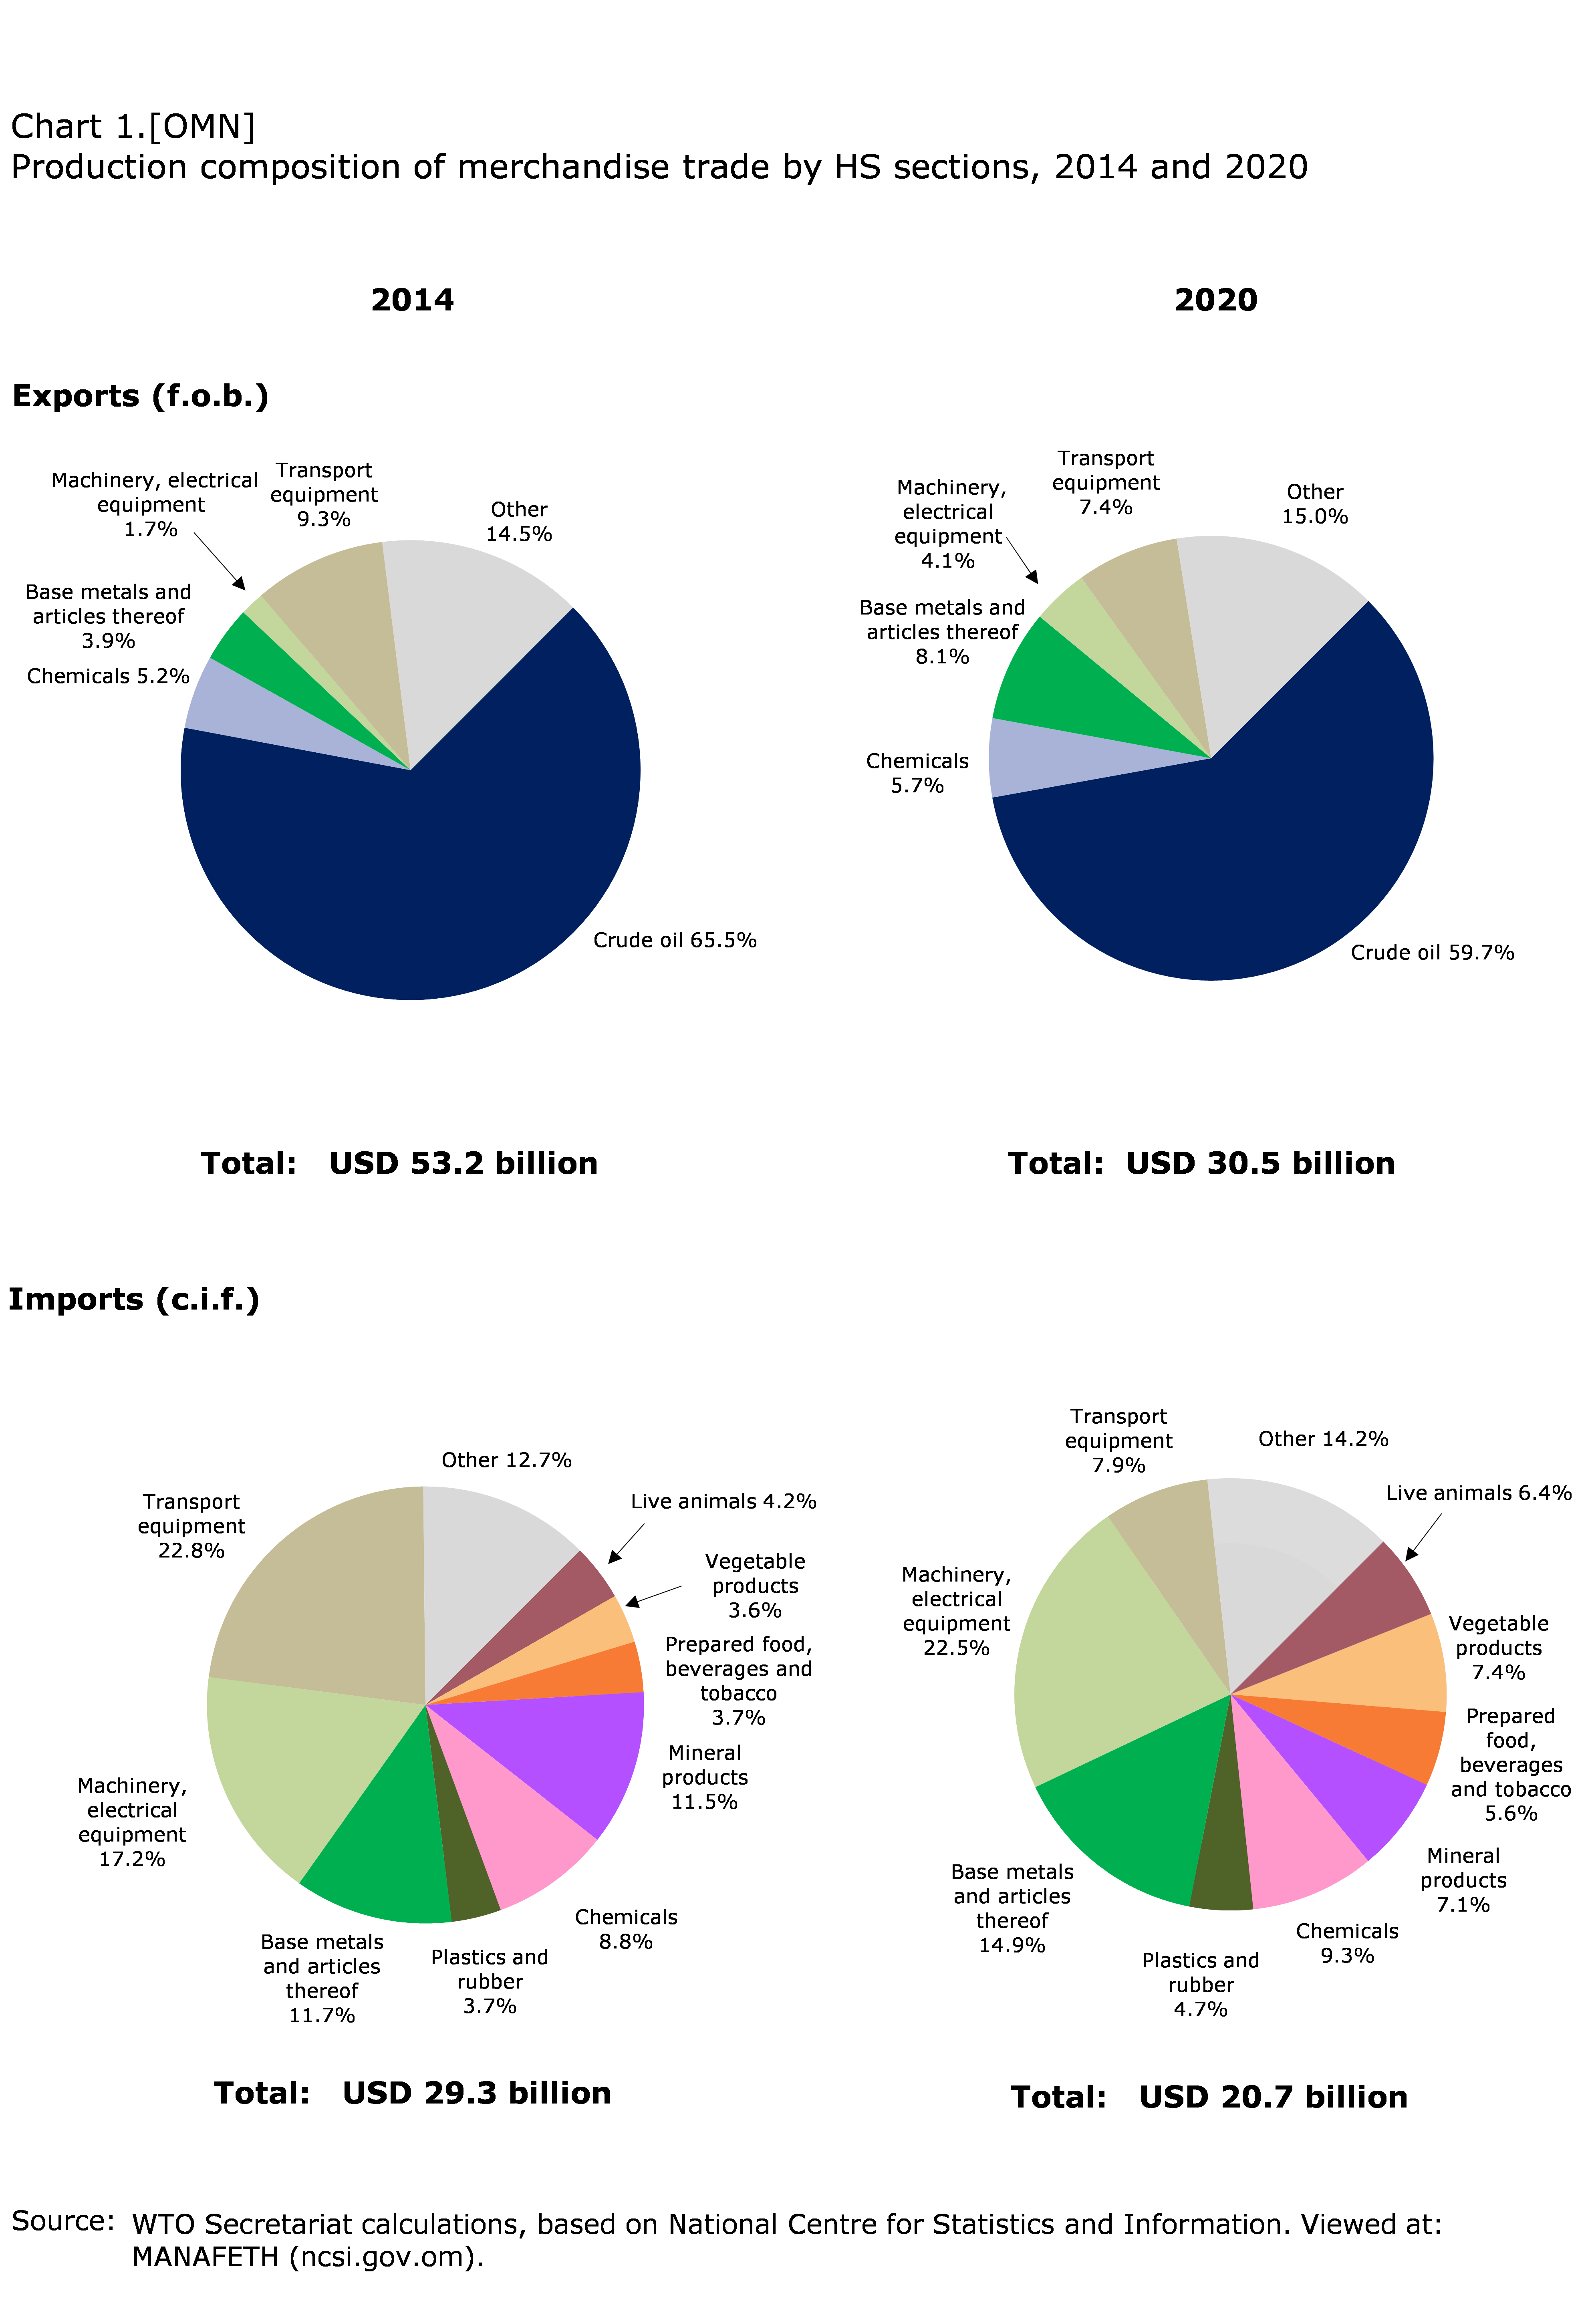 Chart 1.[OMN]
Production composition of merchandise trade by HS sections, 2014 and 2020
2014
2020
Exports (f.o.b.)
Machinery, electrical
equipment
1.7%
Transport
equipment
9.3%
Other
14.5%
Base metals and
articles thereof
3.9%
Chemicals 5.2%
Crude oil 65.5%
Machinery,
electrical
equipment
4.1%
Transport
equipment
7.4%
Other
15.0%
Base metals and
articles thereof
8.1%
Chemicals
5.7%
Crude oil 59.7%
Total: USD 53.2 billion
Total: USD 30.5 billion
Imports (c.i.f.)
Transport
equipment
22.8%
Other 12.7%
Live animals 4.2%
Vegetable
products
3.6%
Prepared food,
beverages and
tobacco
3.7%
Mineral
products
11.5%
Chemicals
8.8%
Plastics and
rubber
3.7%
Base metals
and articles
thereof
11.7%
Machinery,
electrical
equipment
17.2%
Transport
equipment
7.9%
Other 14.2%
Live animals 6.4%
Vegetable
products
7.4%
Prepared
food,
beverages
and tobacco
5.6%
Mineral
products
7.1%
Chemicals
9.3%
Plastics and
rubber
4.7%
Base metals
and articles
thereof
14.9%
Machinery,
electrical
equipment
22.5%
Total: USD 29.3 billion
Total: USD 20.7 billion
Source: WTO Secretariat calculations, based on National Centre for Statistics and Information. Viewed at:
MANAFETH (ncsi.gov.om).